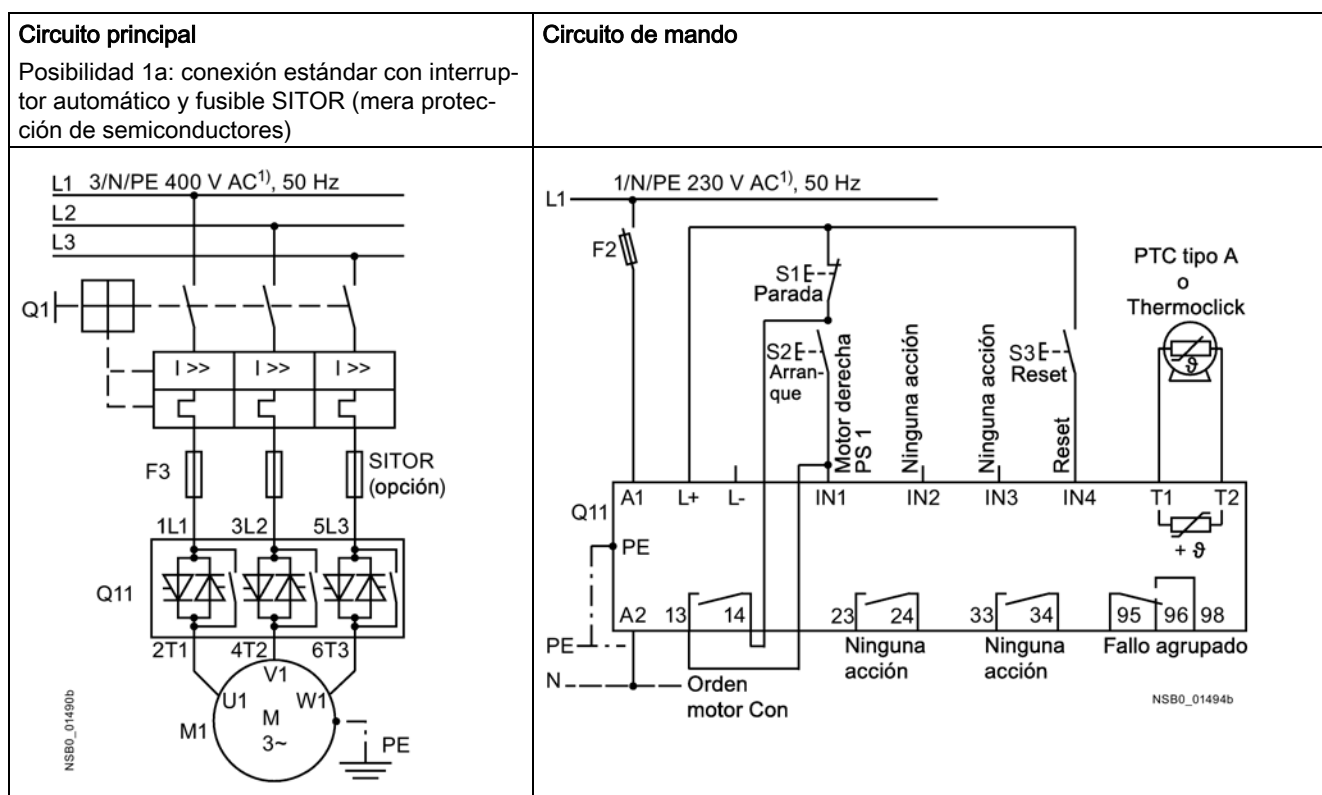 Circuito principal
Posibilidad 1a: conexión estándar con interrup-
tor automático y fusible SITOR (mera protec-
ción de semiconductores)
Circuito de mando
L1 3/N/PE 400 V AC1), 50 Hz
L2
L3
Q1
I >> I >> I >>
F3
SITOR
(opción)
1L1 3L2 5L3
Q11
2T1 4T2 6T3
U1 V1 W1
M1
M
3~
PE
NSB0_01490b
1/N/PE 230 V AC1), 50 Hz
L1
F2
S1
Parada
S2
Arran-
que
Motor derecha
PS 1
Ninguna acción
Ninguna acción
S3
Reset
Reset
PTC tipo A
o
Thermoclick
ϑ
Q11
A1 L+ L- IN1 IN2 IN3 IN4 T1 T2
PE
+ ϑ
A2 13 14 23 24 33 34 95 96 98
PE
N
Orden
motor Con
Ninguna
acción
Ninguna
acción
Fallo agrupado
NSB0_01494b